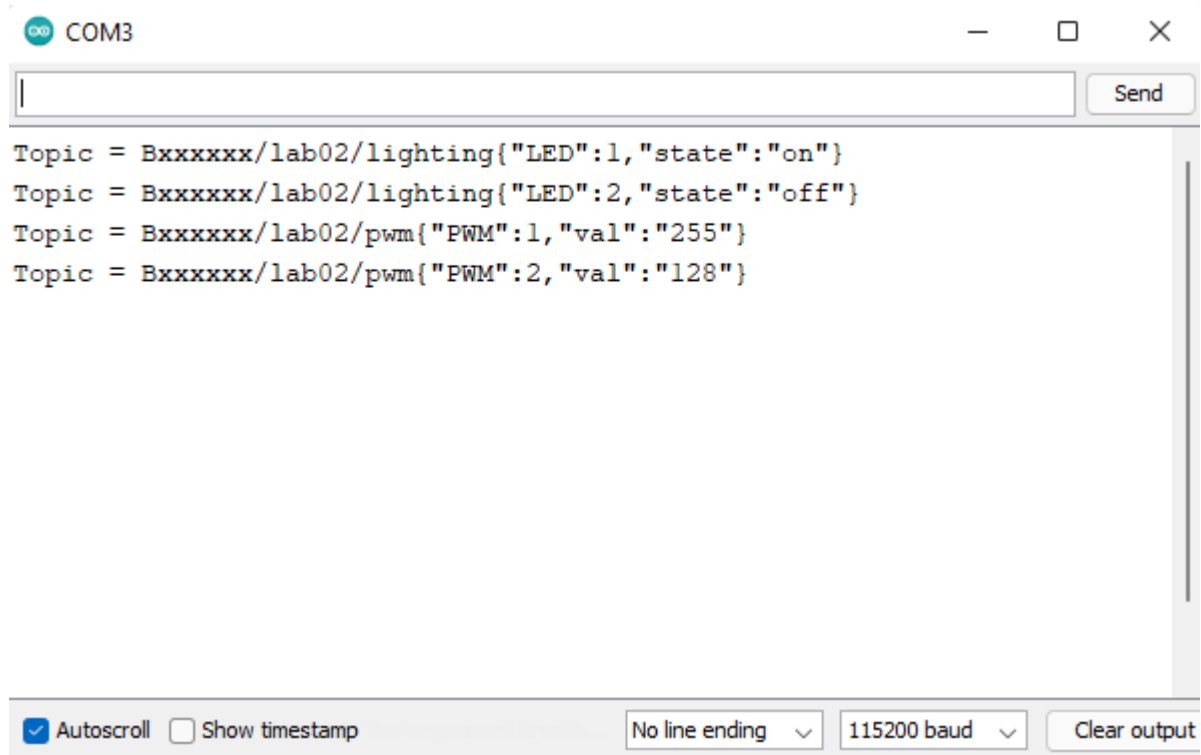 COM3
Send
Topic = Bxxxxxx/lab02/lighting{"LED":1,"state":"on"}
Topic = Bxxxxxx/lab02/lighting{"LED":2,"state":"off"}
Topic = Bxxxxxx/lab02/pwm{"PWM":1,"val":"255"}
Topic = Bxxxxxx/lab02/pwm{"PWM":2,"val":"128"}
Autoscroll Show timestamp No line ending 115200 baud Clear output